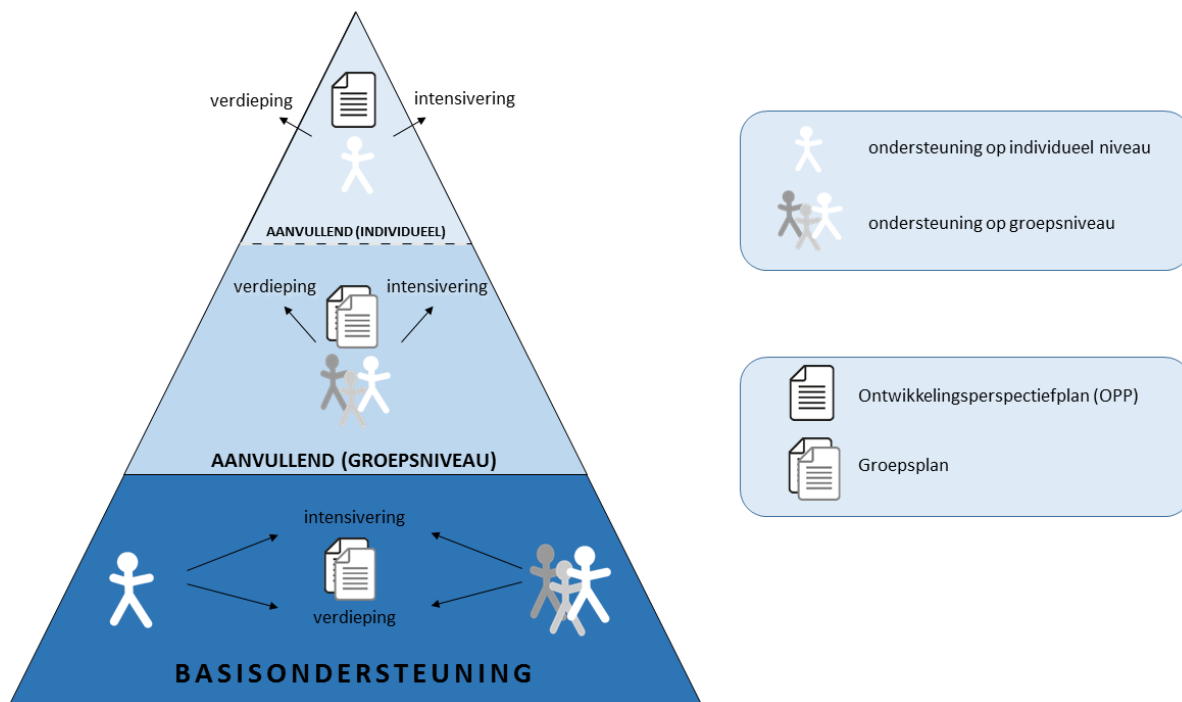 verdieping
intensivering
AANVULLEND (INDIVIDUEEL)
verdieping
intensivering
AANVULLEND (GROEPSNIVEAU)
intensivering
verdieping
BASISONDERSTEUNING
ondersteuning op individueel niveau
ondersteuning op groepsniveau
Ontwikkelingsperspectiefplan (OPP)
Groepsplan